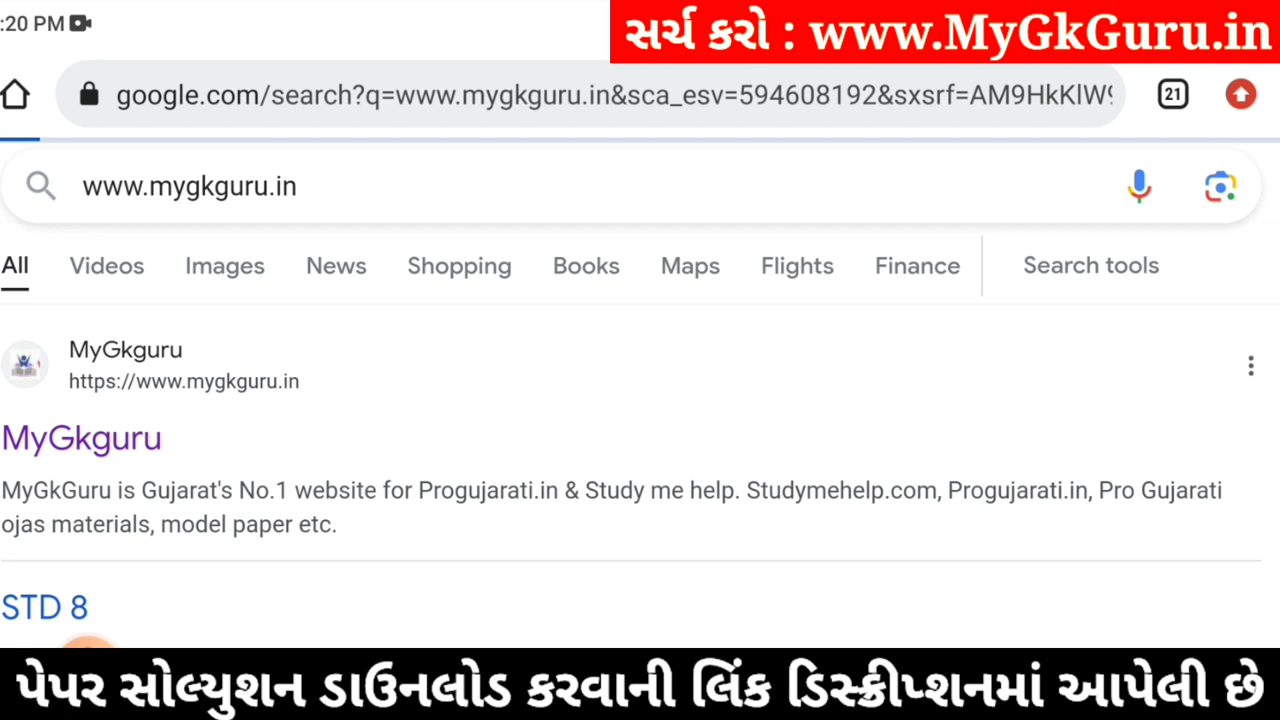 :20 PM
સર્ચ કરો : www.MyGkGuru.in
google.com/search?q=www.mygkguru.in&sca_esv=594608192&sxsrf=AM9HkKlW
21
www.mygkguru.in
All Videos Images News Shopping Books Maps Flights Finance Search tools
MyGkguru
https://www.mygkguru.in
MyGkguru
MyGkGuru is Gujarat's No.1 website for Progujarati.in & Study me help. Studymehelp.com, Progujarati.in, Pro Gujarati
ojas materials, model paper etc.
STD 8
પેપર સોલ્યુશન ડાઉનલોડ કરવાની લિંક ડિસ્ક્રીપ્શનમાં આપેલી છે